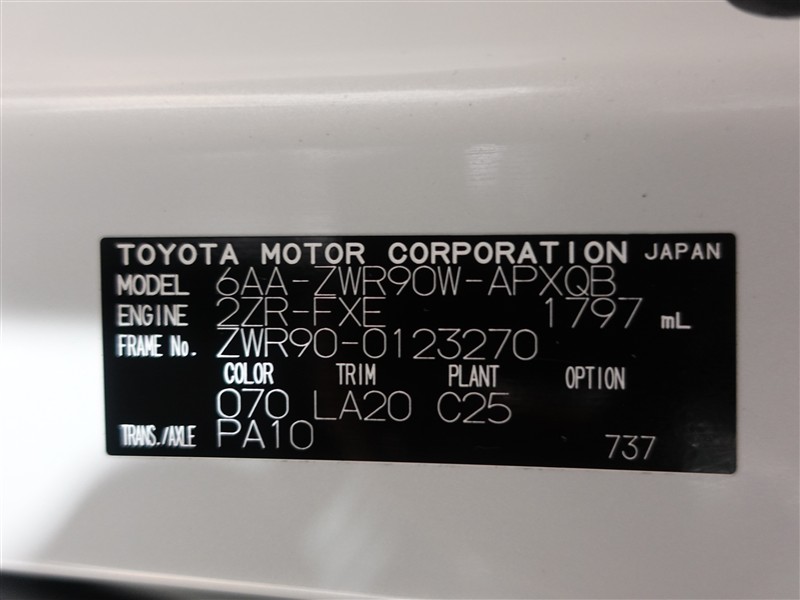 TOYOTA MOTOR CORPORATION JAPAN
MODEL 6AA-ZWR90W-APXQB
ENGINE 2ZR-FXE 1797 mL
FRAME No. ZWR90-0123270
COLOR TRIM PLANT OPTION
070 LA20 C25
TRANS./AXLE PA10 737